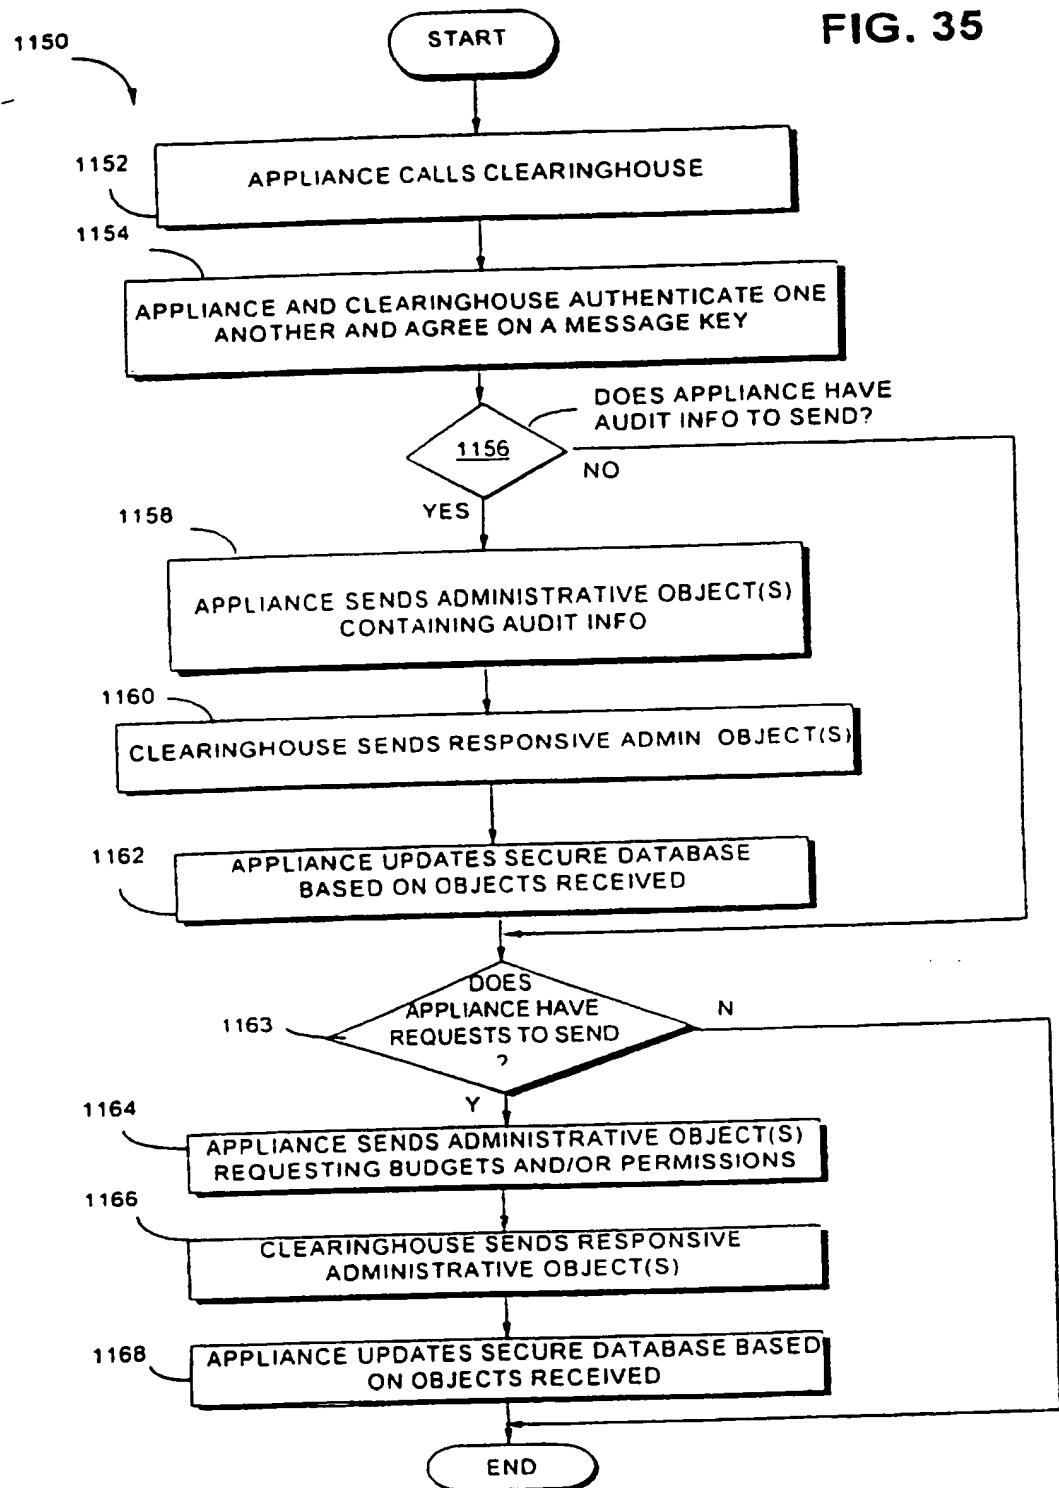 FIG. 35
1150
START
1152
APPLIANCE CALLS CLEARINGHOUSE
1154
APPLIANCE AND CLEARINGHOUSE AUTHENTICATE ONE
ANOTHER AND AGREE ON A MESSAGE KEY
DOES APPLIANCE HAVE
AUDIT INFO TO SEND?
1156
NO
YES
1158
APPLIANCE SENDS ADMINISTRATIVE OBJECT(S)
CONTAINING AUDIT INFO
1160
CLEARINGHOUSE SENDS RESPONSIVE ADMIN OBJECT(S)
1162
APPLIANCE UPDATES SECURE DATABASE
BASED ON OBJECTS RECEIVED
1163
DOES
APPLIANCE HAVE
REQUESTS TO SEND
?
N
Y
1164
APPLIANCE SENDS ADMINISTRATIVE OBJECT(S)
REQUESTING BUDGETS AND/OR PERMISSIONS
1166
CLEARINGHOUSE SENDS RESPONSIVE
ADMINISTRATIVE OBJECT(S)
1168
APPLIANCE UPDATES SECURE DATABASE BASED
ON OBJECTS RECEIVED
END